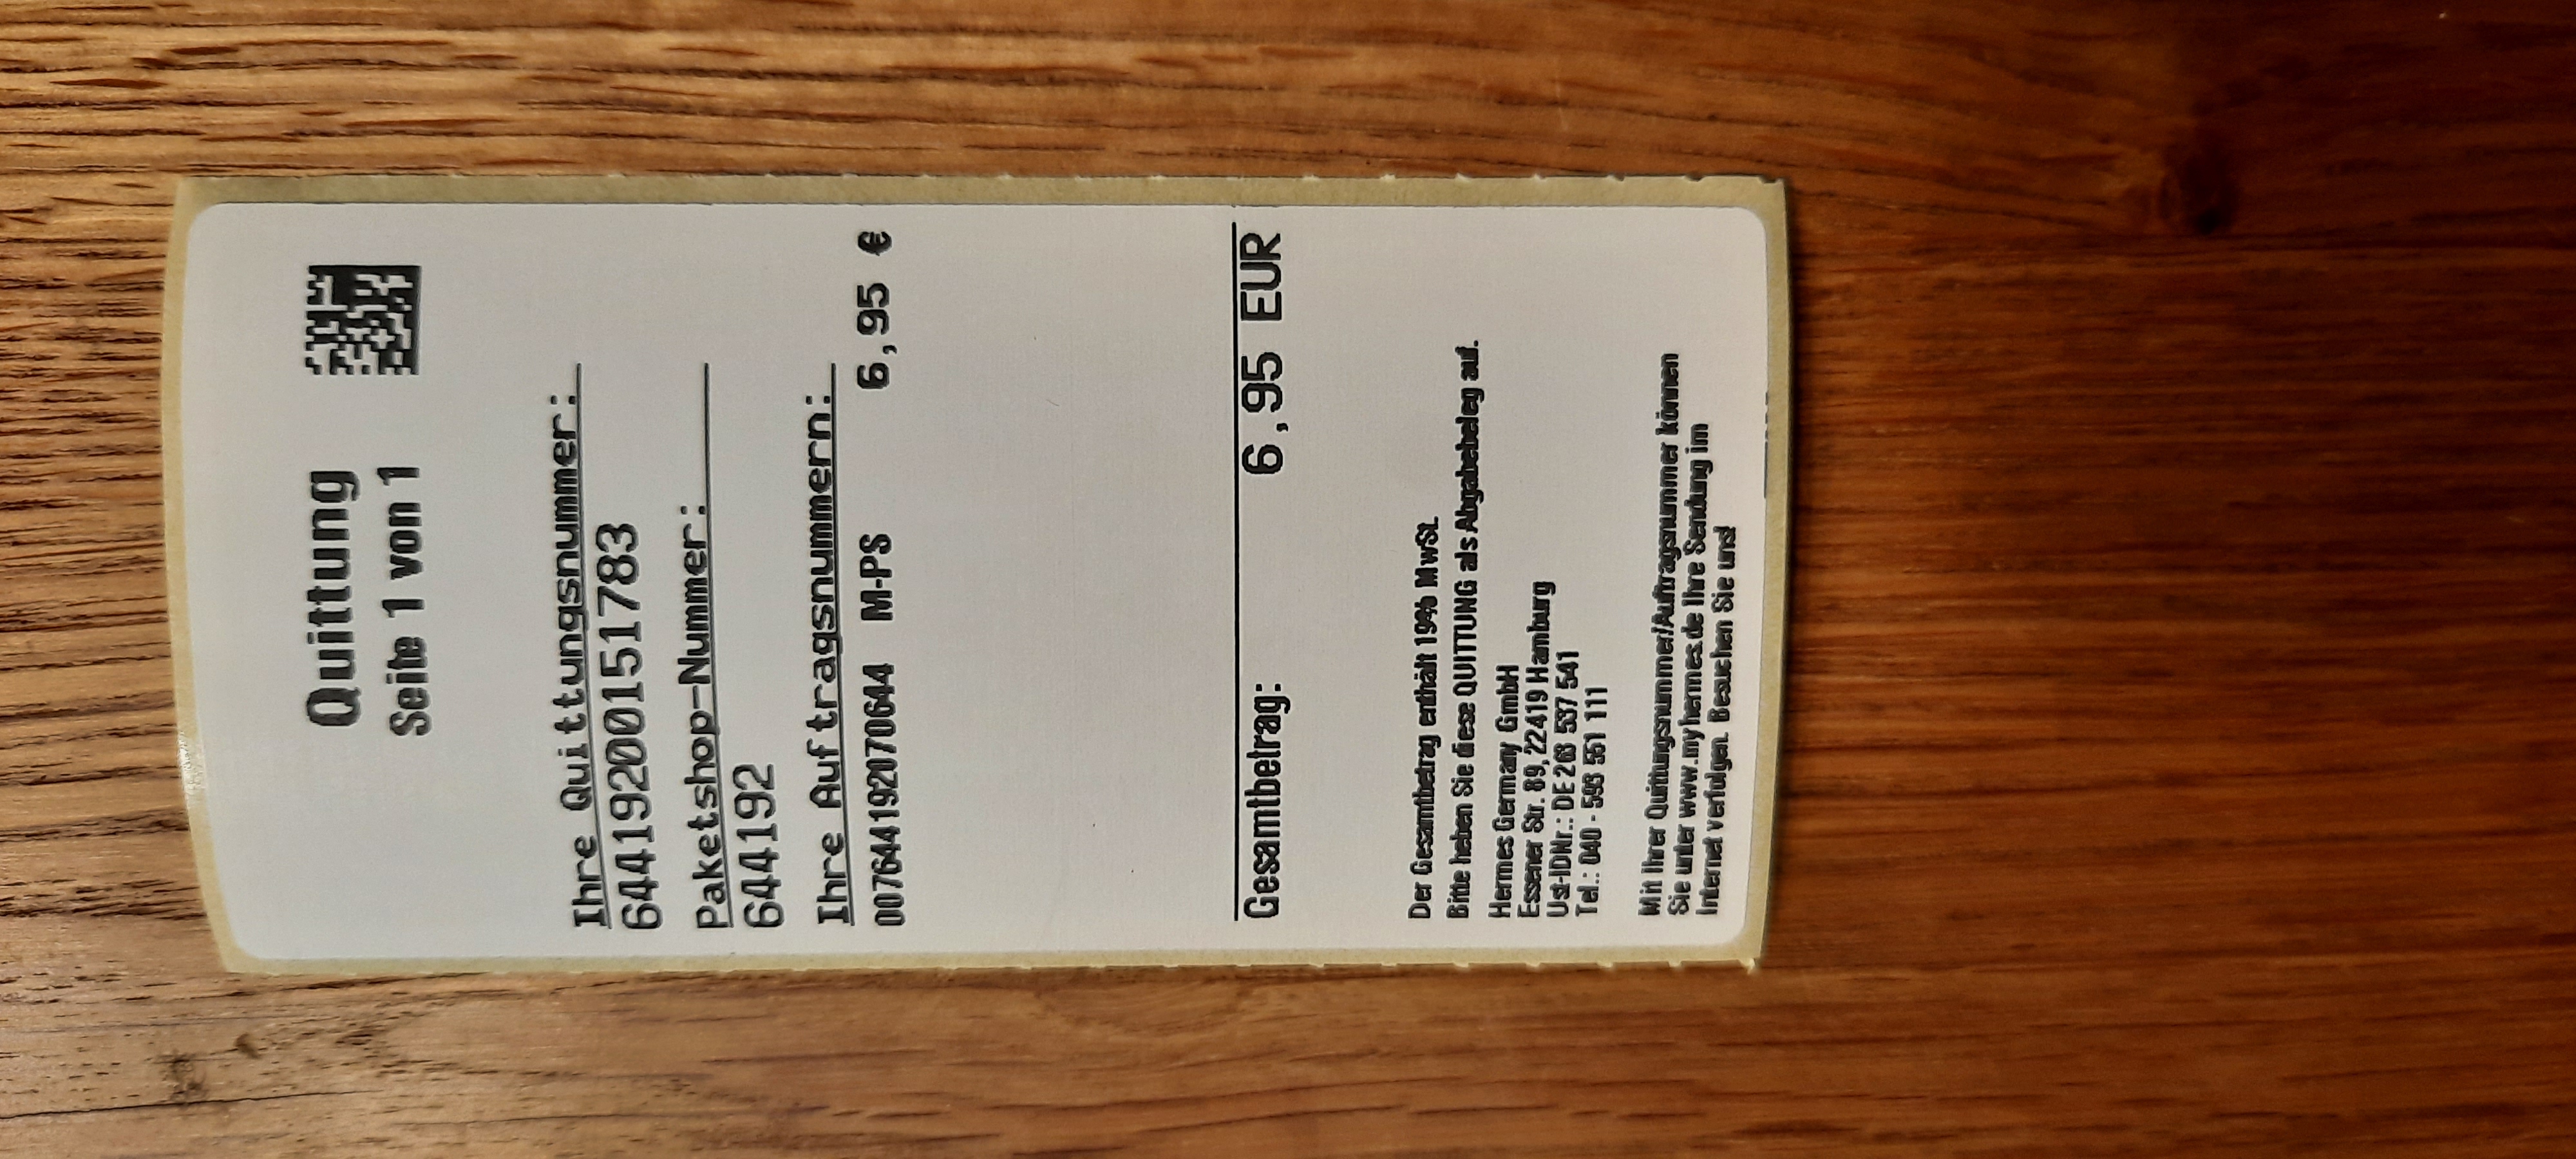 Quittung
Seite 1 von 1
Ihre Quittungsnummer:
64419200151783
Paketshop-Nummer:
644192
Ihre Auftragsnummern:
00764419207064​4 M-PS 6,95 €
Gesamtbetrag: 6,95 EUR
Der Gesamtbetrag enthält 19% MwSt.
Bitte heben Sie diese QUITTUNG als Abgabebeleg auf.
Hermes Germany GmbH
Essener Str. 89, 22419 Hamburg
Ust-IDNr.: DE 266 537 541
Tel.: 040 - 593 551 111
Mit Ihrer Quittungsnummer/Auftragsnummer können
Sie unter www.myhermes.de Ihre Sendung im
Internet verfolgen. Besuchen Sie uns!